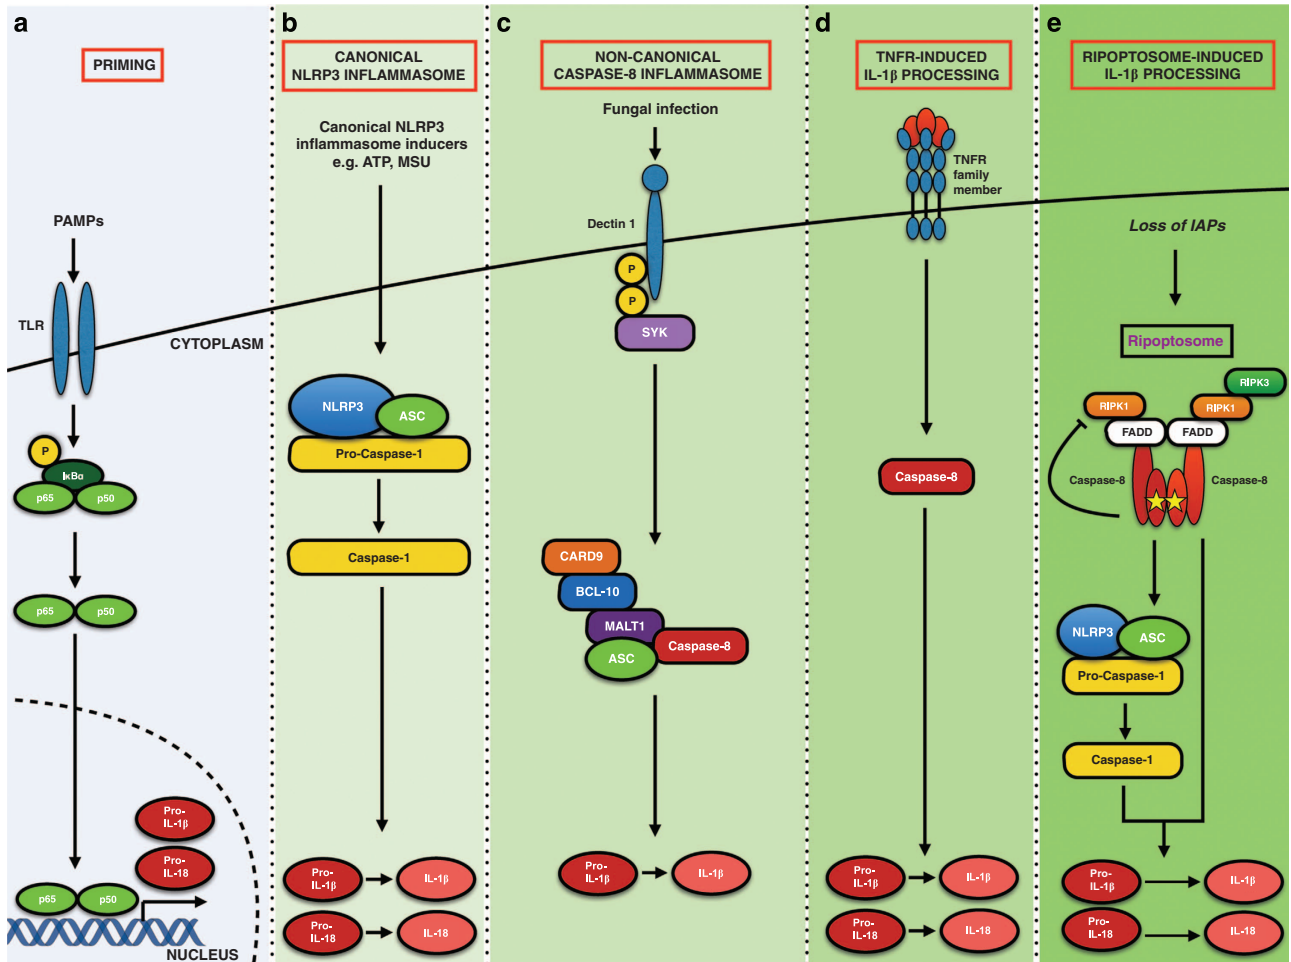 a
PRIMING
PAMPs
TLR
CYTOPLASM
P
IκBα
p65
p50
p65
p50
Pro-
IL-1β
Pro-
IL-18
p65
p50
NUCLEUS
b
CANONICAL
NLRP3 INFLAMMASOME
Canonical NLRP3
inflammasome inducers
e.g. ATP, MSU
NLRP3
ASC
Pro-Caspase-1
Caspase-1
Pro-
IL-1β
IL-1β
Pro-
IL-18
IL-18
c
NON-CANONICAL
CASPASE-8 INFLAMMASOME
Fungal infection
Dectin 1
P
P
SYK
CARD9
BCL-10
MALT1
ASC
Caspase-8
Pro-
IL-1β
IL-1β
d
TNFR-INDUCED
IL-1β PROCESSING
TNFR
family
member
Caspase-8
Pro-
IL-1β
IL-1β
Pro-
IL-18
IL-18
e
RIPOPTOSOME-INDUCED
IL-1β PROCESSING
Loss of IAPs
Ripoptosome
RIPK3
RIPK1
RIPK1
FADD
FADD
Caspase-8
Caspase-8
NLRP3
ASC
Pro-Caspase-1
Caspase-1
Pro-
IL-1β
IL-1β
Pro-
IL-18
IL-18